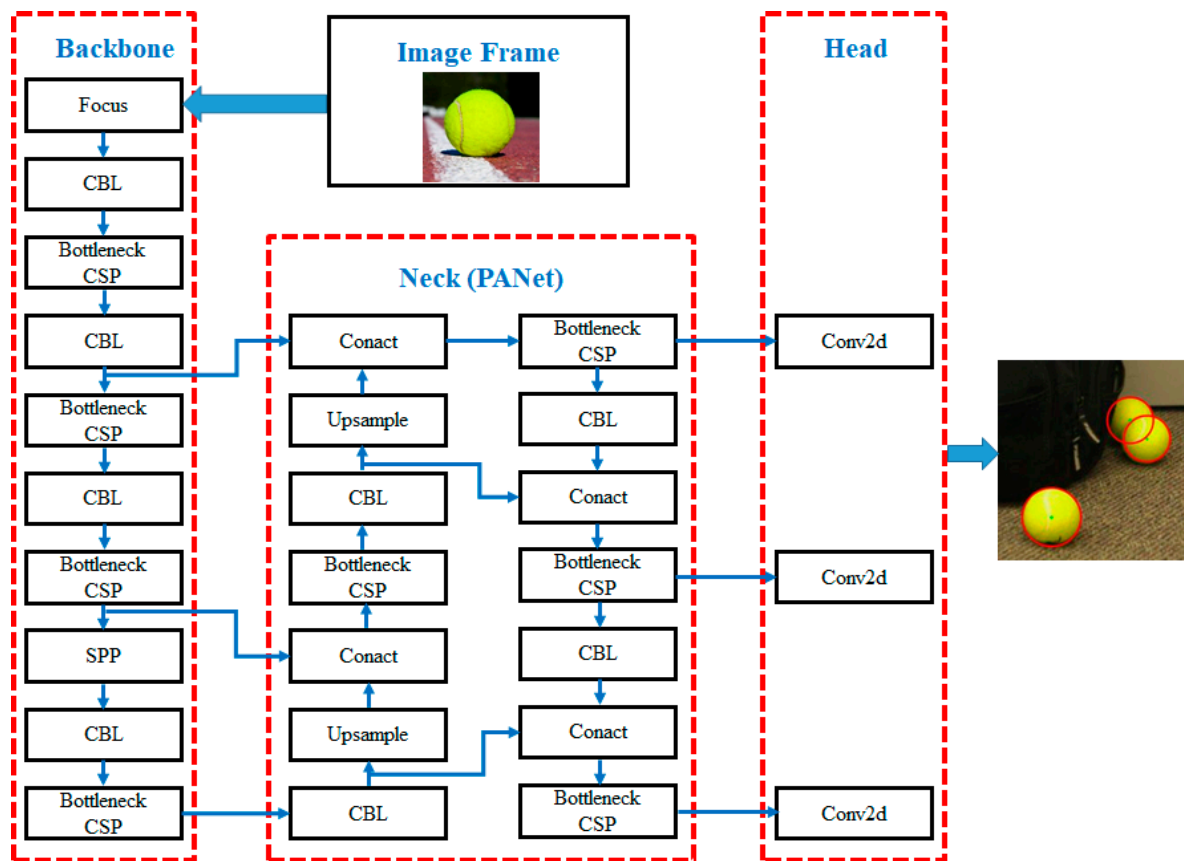 Backbone
Focus
CBL
Bottleneck
CSP
CBL
Bottleneck
CSP
CBL
Bottleneck
CSP
SPP
CBL
Bottleneck
CSP
Image Frame
Neck (PANet)
Conact
Upsample
CBL
Bottleneck
CSP
Conact
Upsample
CBL
Bottleneck
CSP
CBL
Conact
Bottleneck
CSP
CBL
Conact
Bottleneck
CSP
Head
Conv2d
Conv2d
Conv2d